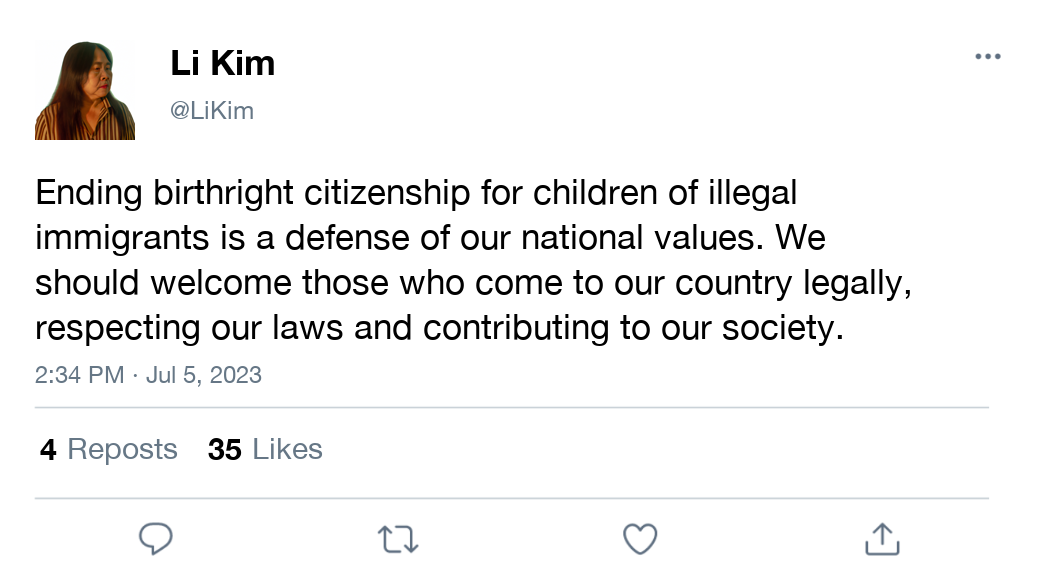 Li Kim
@LiKim
Ending birthright citizenship for children of illegal
immigrants is a defense of our national values. We
should welcome those who come to our country legally,
respecting our laws and contributing to our society.
2:34 PM · Jul 5, 2023
4 Reposts 35 Likes